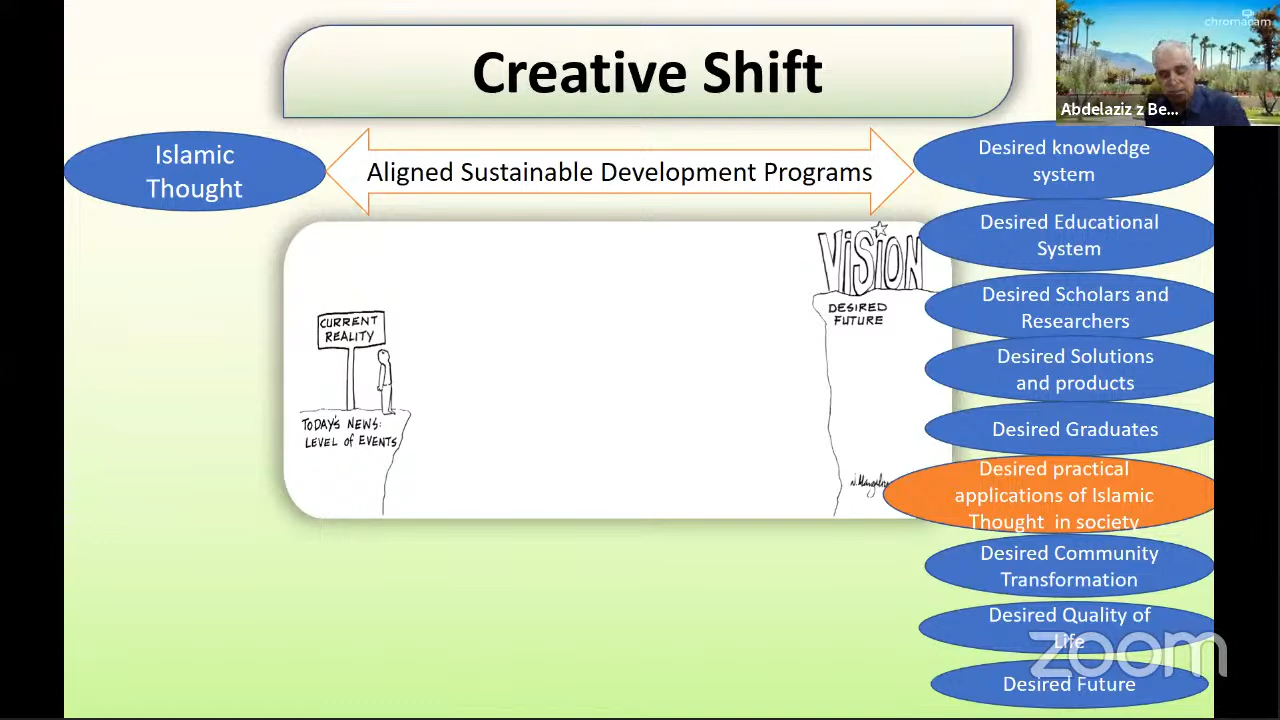 chromacam
Abdelaziz z Be...
Creative Shift
Islamic
Thought
Aligned Sustainable Development Programs
Desired knowledge
system
Desired Educational
System
Desired Scholars and
Researchers
Desired Solutions
and products
Desired Graduates
Desired practical
applications of Islamic
Thought in society
Desired Community
Transformation
Desired Quality of
Life
Desired Future
VISION
DESIRED
FUTURE
CURRENT
REALITY
TODAY'S NEWS:
LEVEL of EVENTS
zoom